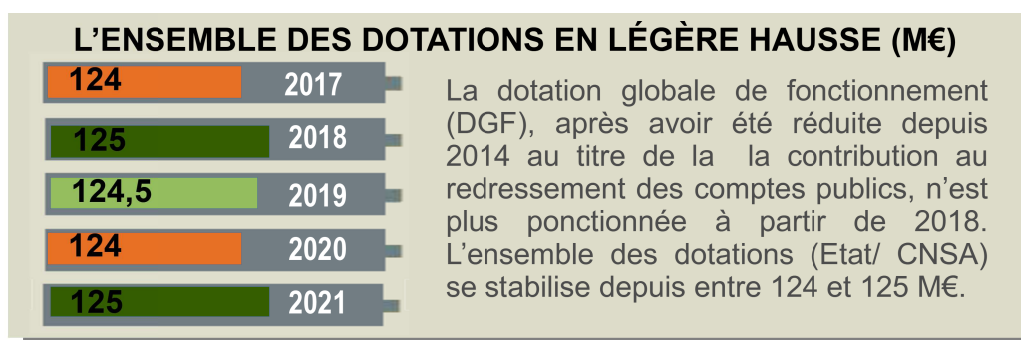 L'ENSEMBLE DES DOTATIONS EN LÉGÈRE HAUSSE (M€)
124 2017
125 2018
124,5 2019
124 2020
125 2021
La dotation globale de fonctionnement
(DGF), après avoir été réduite depuis
2014 au titre de la la contribution au
redressement des comptes publics, n'est
plus ponctionnée à partir de 2018.
L'ensemble des dotations (Etat/ CNSA)
se stabilise depuis entre 124 et 125 M€.